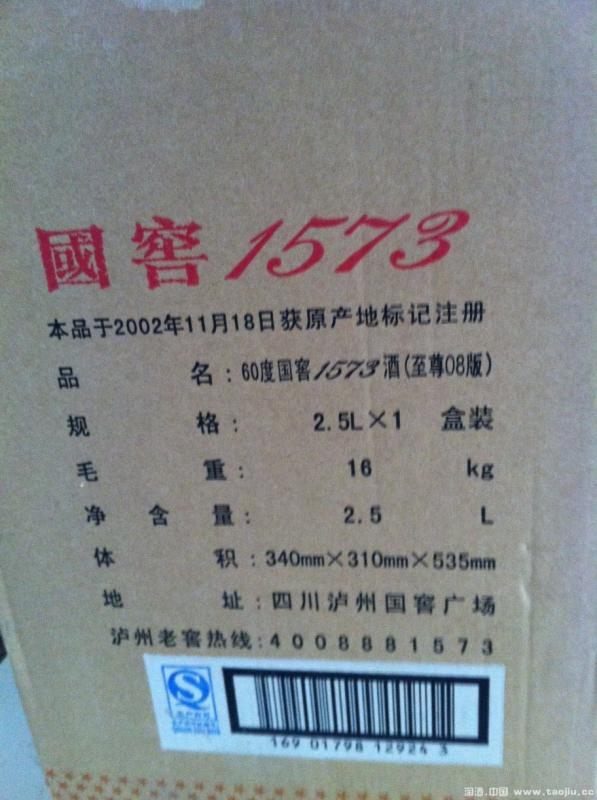 國窖1573
本品于2002年11月18日获原产地标记注册
品名：60度国窖1573酒(至尊08版)
规格：2.5L×1 盒装
毛重：16 kg
净含量：2.5 L
体积：340mm×310mm×535mm
地址：四川泸州国窖广场
泸州老窖热线:4008881573
169 01798 12924 3
www.taojiu.cc